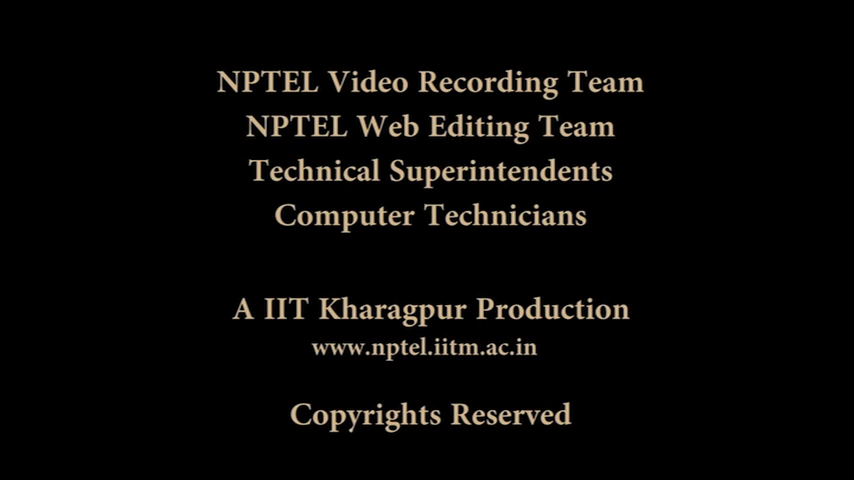 NPTEL Video Recording Team
NPTEL Web Editing Team
Technical Superintendents
Computer Technicians
A IIT Kharagpur Production
www.nptel.iitm.ac.in
Copyrights Reserved